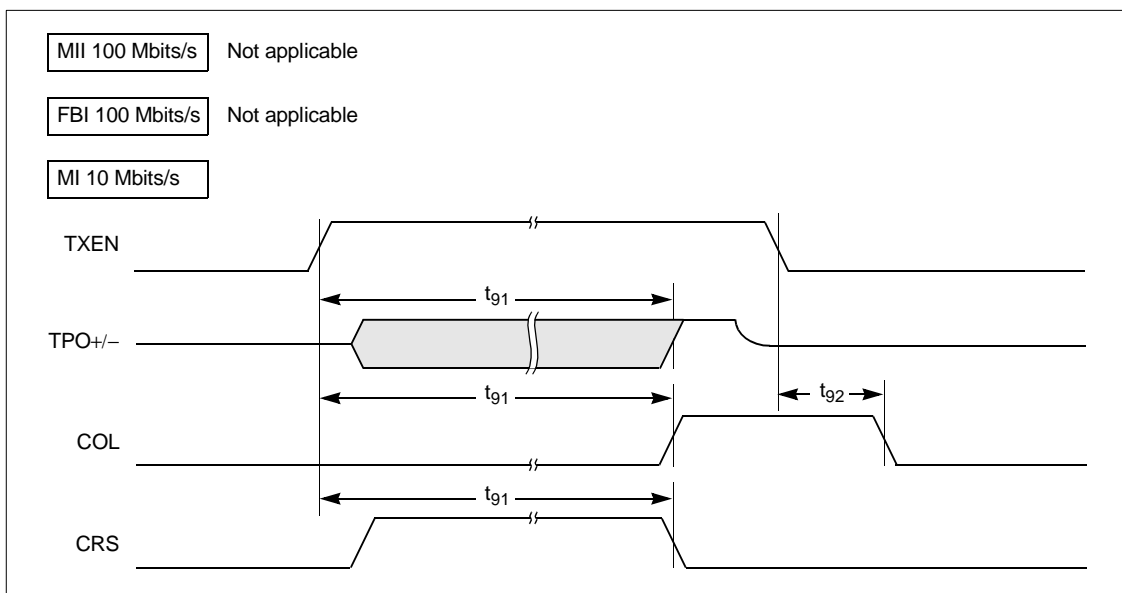 MII 100 Mbits/s Not applicable
FBI 100 Mbits/s Not applicable
MI 10 Mbits/s
TXEN
t91
TPO+/−
t91
t92
COL
t91
CRS